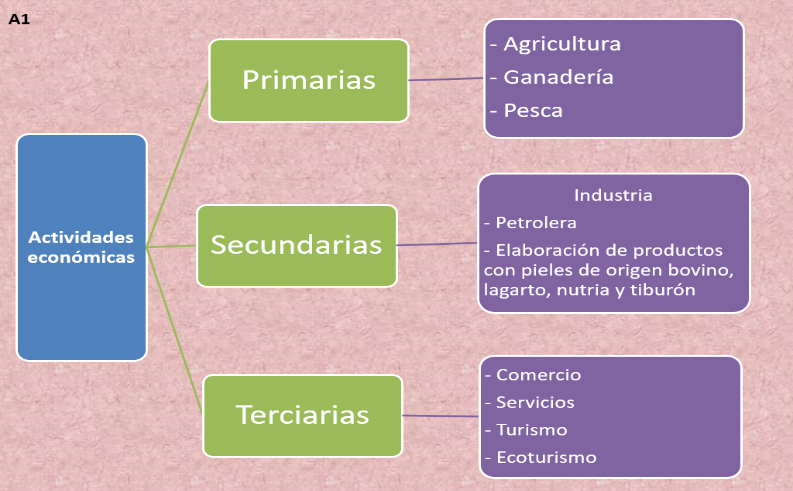 A1
Actividades
económicas
Primarias
- Agricultura
- Ganadería
- Pesca
Secundarias
Industria
- Petrolera
- Elaboración de productos
con pieles de origen bovino,
lagarto, nutria y tiburón
Terciarias
- Comercio
- Servicios
- Turismo
- Ecoturismo